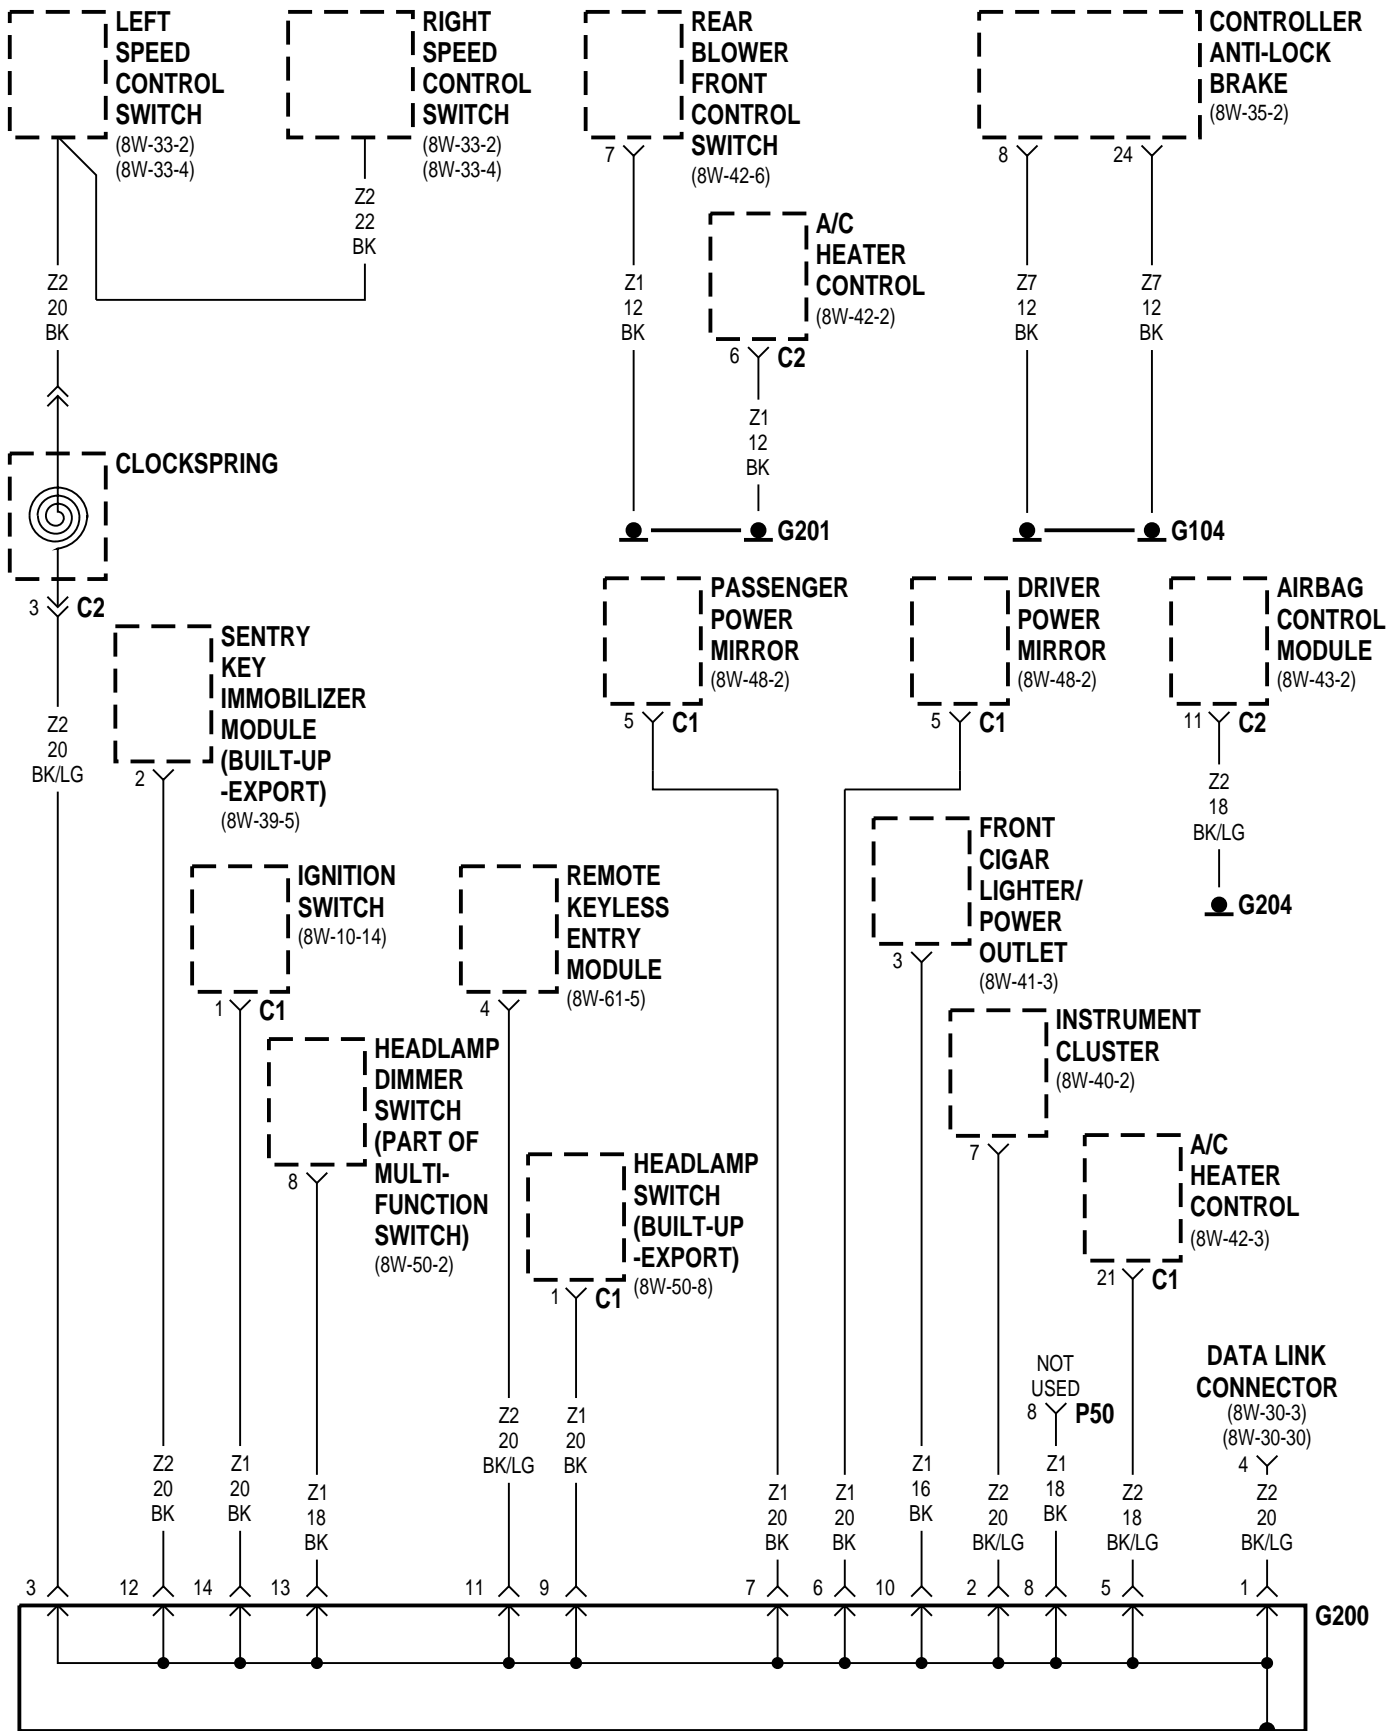 LEFT
SPEED
CONTROL
SWITCH
(8W-33-2)
(8W-33-4)
RIGHT
SPEED
CONTROL
SWITCH
(8W-33-2)
(8W-33-4)
REAR
BLOWER
FRONT
CONTROL
SWITCH
(8W-42-6)
CONTROLLER
ANTI-LOCK
BRAKE
(8W-35-2)
7
8
24
Z2
22
BK
A/C
HEATER
CONTROL
(8W-42-2)
Z2
20
BK
Z1
12
BK
Z7
12
BK
Z7
12
BK
6
C2
Z1
12
BK
CLOCKSPRING
G201
G104
3
C2
SENTRY
KEY
IMMOBILIZER
MODULE
(BUILT-UP
-EXPORT)
(8W-39-5)
PASSENGER
POWER
MIRROR
(8W-48-2)
DRIVER
POWER
MIRROR
(8W-48-2)
AIRBAG
CONTROL
MODULE
(8W-43-2)
Z2
20
BK/LG
2
5
C1
5
C1
11
C2
Z2
18
BK/LG
G204
IGNITION
SWITCH
(8W-10-14)
REMOTE
KEYLESS
ENTRY
MODULE
(8W-61-5)
FRONT
CIGAR
LIGHTER/
POWER
OUTLET
(8W-41-3)
3
1
C1
4
HEADLAMP
DIMMER
SWITCH
(PART OF
MULTI-
FUNCTION
SWITCH)
(8W-50-2)
8
INSTRUMENT
CLUSTER
(8W-40-2)
7
HEADLAMP
SWITCH
(BUILT-UP
-EXPORT)
(8W-50-8)
1
C1
A/C
HEATER
CONTROL
(8W-42-3)
21
C1
NOT
USED
8
P50
DATA LINK
CONNECTOR
(8W-30-3)
(8W-30-30)
4
Z2
20
BK
Z1
20
BK
Z1
18
BK
Z2
20
BK/LG
Z1
20
BK
Z1
20
BK
Z1
20
BK
Z1
16
BK
Z2
20
BK/LG
Z1
18
BK
Z2
18
BK/LG
Z2
20
BK/LG
3
12
14
13
11
9
7
6
10
2
8
5
1
G200